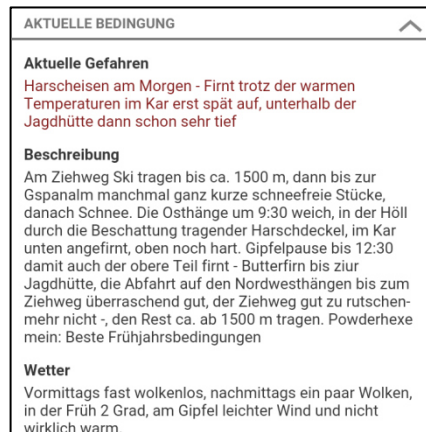 AKTUELLE BEDINGUNG
Aktuelle Gefahren
Harscheisen am Morgen - Firnt trotz der warmen
Temperaturen im Kar erst spät auf, unterhalb der
Jagdhütte dann schon sehr tief
Beschreibung
Am Ziehweg Ski tragen bis ca. 1500 m, dann bis zur
Gspanalm manchmal ganz kurze schneefreie Stücke,
danach Schnee. Die Osthänge um 9:30 weich, in der Höll
durch die Beschattung tragender Harschdeckel, im Kar
unten angefirnt, oben noch hart. Gipfelpause bis 12:30
damit auch der obere Teil firnt - Butterfirn bis ziur
Jagdhütte, die Abfahrt auf den Nordwesthängen bis zum
Ziehweg überraschend gut, der Ziehweg gut zu rutschen-
mehr nicht -, den Rest ca. ab 1500 m tragen. Powderhexe
mein: Beste Frühjahrsbedingungen
Wetter
Vormittags fast wolkenlos, nachmittags ein paar Wolken,
in der Früh 2 Grad, am Gipfel leichter Wind und nicht
wirklich warm.